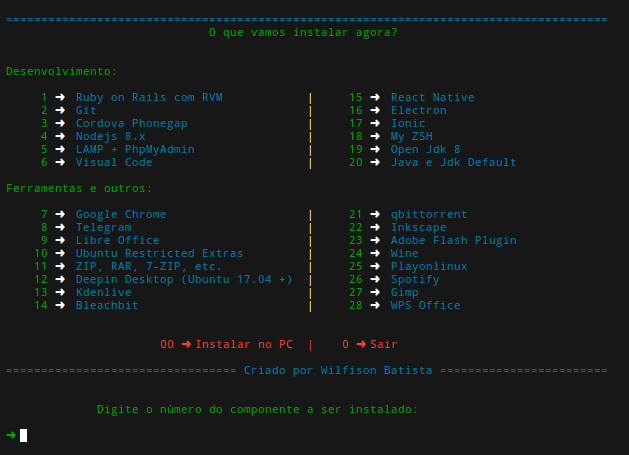 ======================================================================================
O que vamos instalar agora?
Desenvolvimento:
1 ➜ Ruby on Rails com RVM | 15 ➜ React Native
2 ➜ Git | 16 ➜ Electron
3 ➜ Cordova Phonegap | 17 ➜ Ionic
4 ➜ Nodejs 8.x | 18 ➜ My ZSH
5 ➜ LAMP + PhpMyAdmin | 19 ➜ Open Jdk 8
6 ➜ Visual Code | 20 ➜ Java e Jdk Default
Ferramentas e outros:
7 ➜ Google Chrome | 21 ➜ qbittorrent
8 ➜ Telegram | 22 ➜ Inkscape
9 ➜ Libre Office | 23 ➜ Adobe Flash Plugin
10 ➜ Ubuntu Restricted Extras | 24 ➜ Wine
11 ➜ ZIP, RAR, 7-ZIP, etc. | 25 ➜ Playonlinux
12 ➜ Deepin Desktop (Ubuntu 17.04 +) | 26 ➜ Spotify
13 ➜ Kdenlive | 27 ➜ Gimp
14 ➜ Bleachbit | 28 ➜ WPS Office
00 ➜ Instalar no PC | 0 ➜ Sair
================================= Criado por Wilfison Batista ========================
Digite o número do componente a ser instalado:
➜